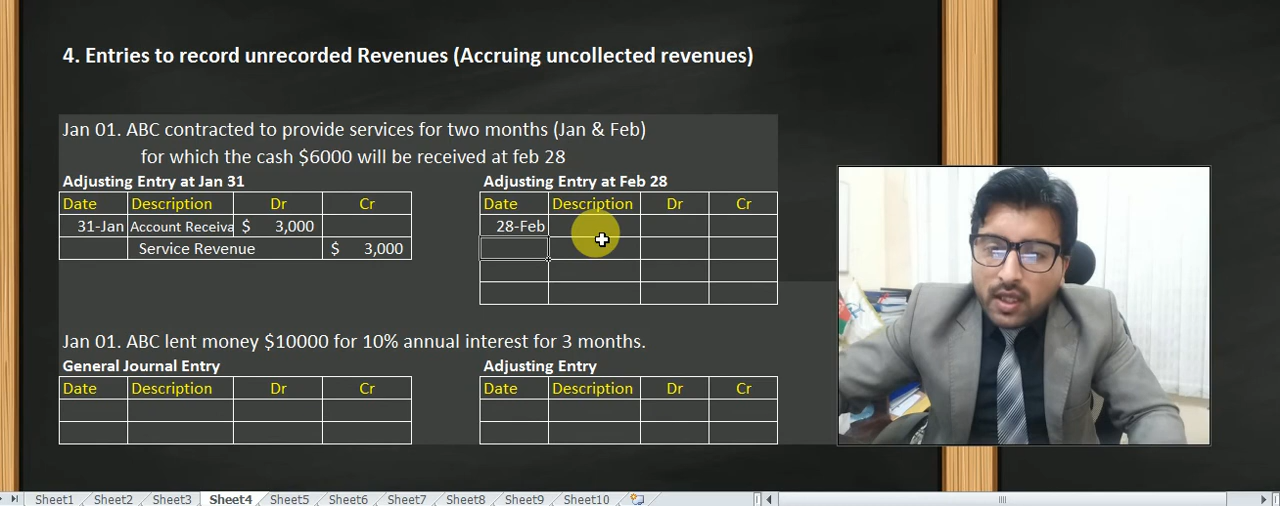 4. Entries to record unrecorded Revenues (Accruing uncollected revenues)
Jan 01. ABC contracted to provide services for two months (Jan & Feb)
for which the cash $6000 will be received at feb 28
Adjusting Entry at Jan 31
Date Description Dr Cr
31-Jan Account Receiva $ 3,000
Service Revenue $ 3,000
Adjusting Entry at Feb 28
Date Description Dr Cr
28-Feb
Jan 01. ABC lent money $10000 for 10% annual interest for 3 months.
General Journal Entry
Date Description Dr Cr
Adjusting Entry
Date Description Dr Cr
Sheet1 Sheet2 Sheet3 Sheet4 Sheet5 Sheet6 Sheet7 Sheet8 Sheet9 Sheet10